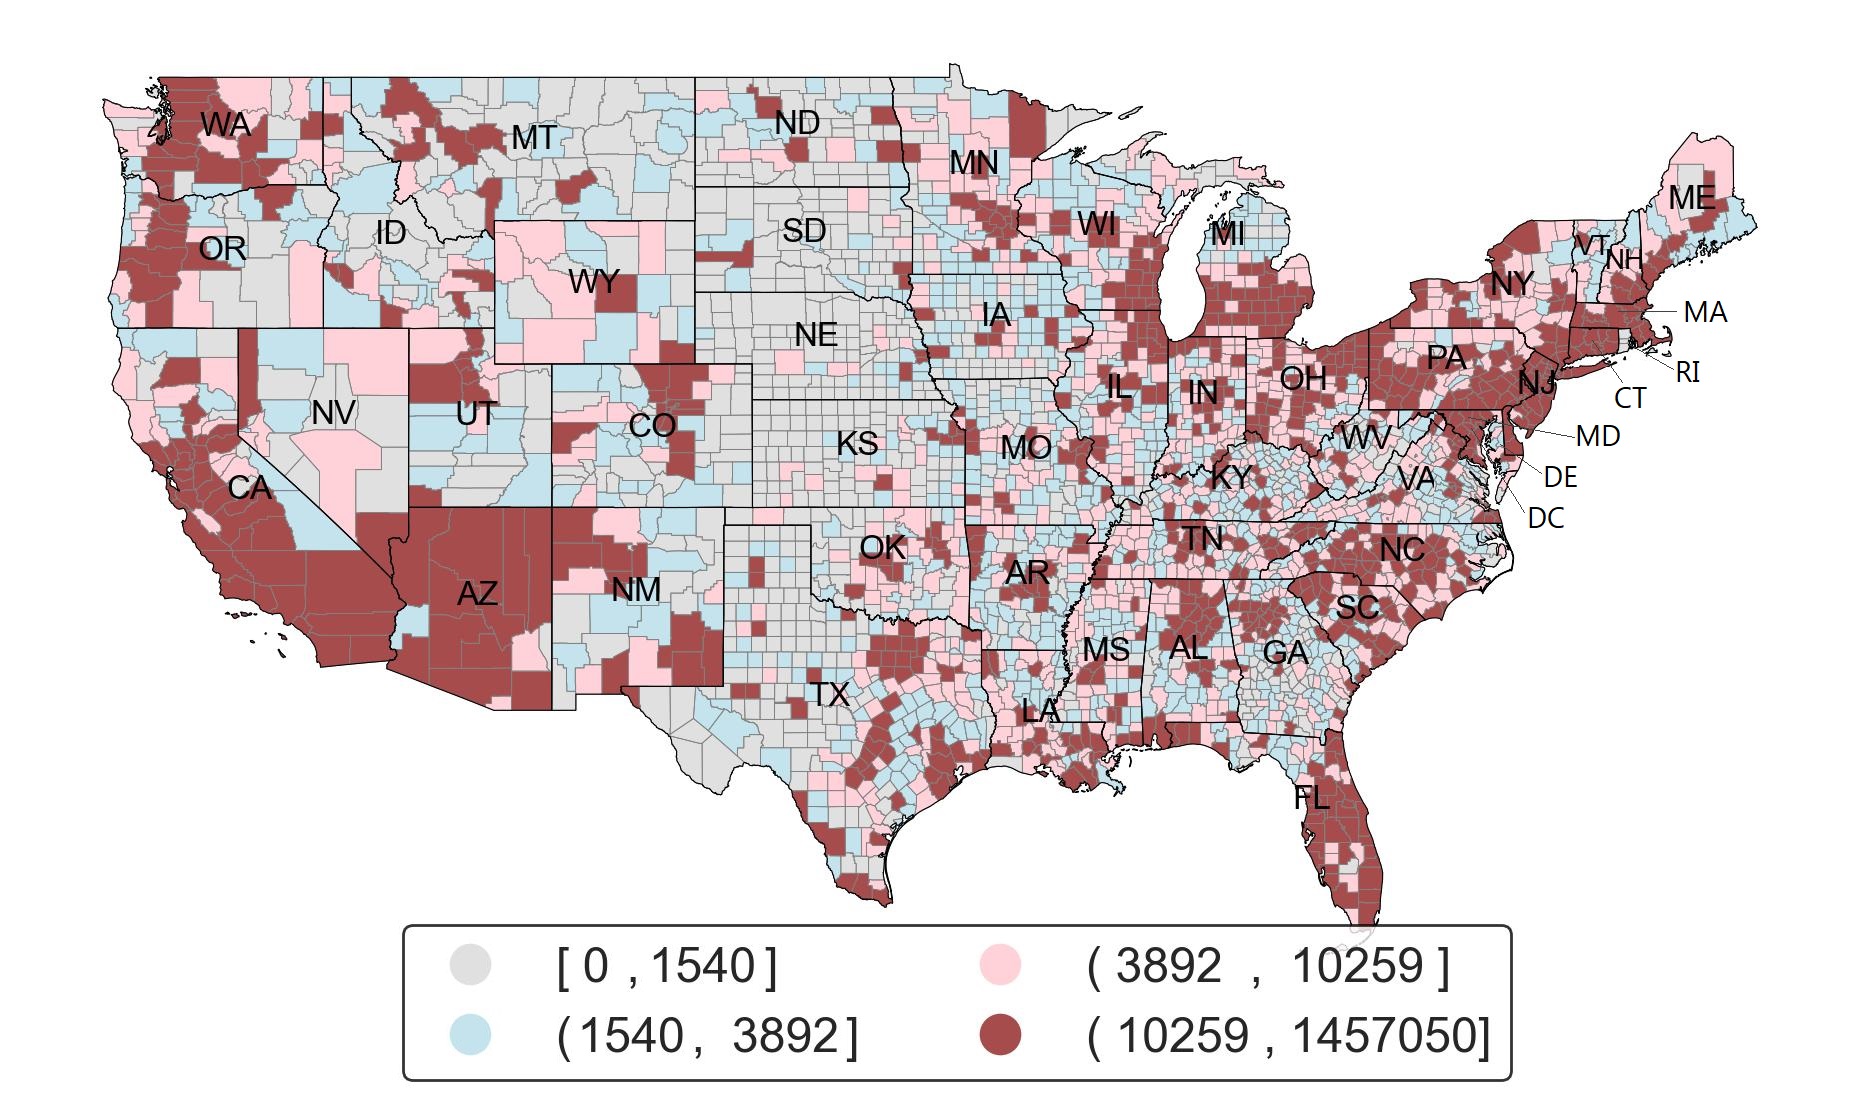 WA
MT
ND
MN
ME
OR
ID
SD
WI
MI
VT
NH
WY
NY
MA
IA
NE
PA
RI
NV
UT
CO
IL
IN
OH
NJ
CT
KS
MO
WV
MD
CA
KY
VA
DE
DC
AZ
NM
OK
AR
TN
NC
SC
TX
LA
MS
AL
GA
FL
[ 0 , 1540 ]
( 3892 , 10259 ]
( 1540 , 3892 ]
( 10259 , 1457050 ]